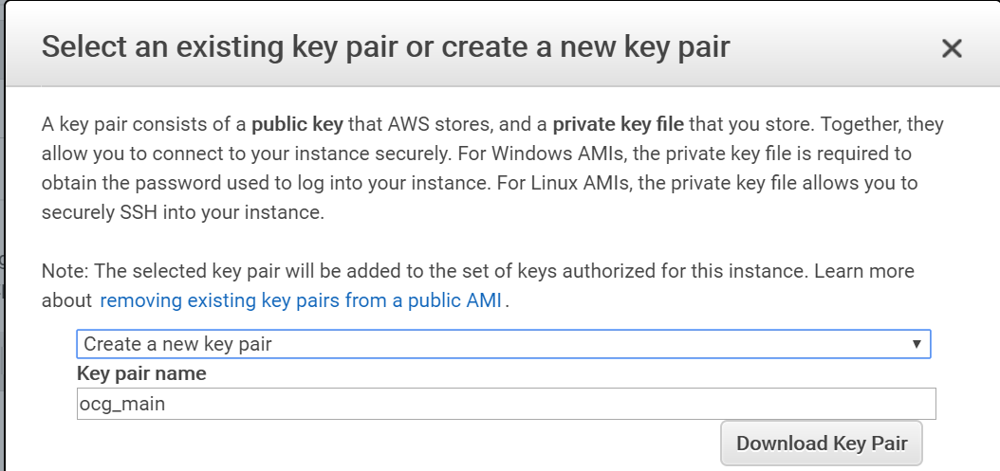 Select an existing key pair or create a new key pair
A key pair consists of a public key that AWS stores, and a private key file that you store. Together, they
allow you to connect to your instance securely. For Windows AMIs, the private key file is required to
obtain the password used to log into your instance. For Linux AMIs, the private key file allows you to
securely SSH into your instance.
Note: The selected key pair will be added to the set of keys authorized for this instance. Learn more
about removing existing key pairs from a public AMI.
Create a new key pair
Key pair name
ocg_main
Download Key Pair